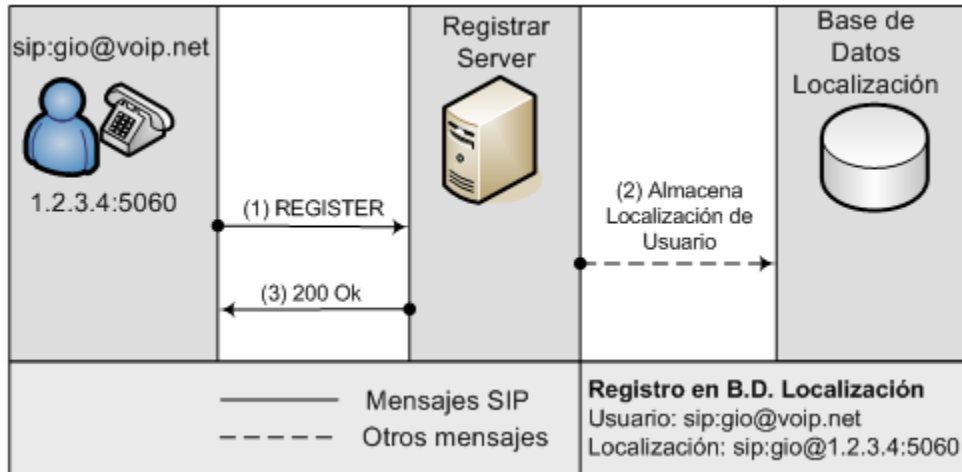 sip:gio@voip.net
1.2.3.4:5060
Registrar
Server
Base de
Datos
Localización
(1) REGISTER
(2) Almacena
Localización de
Usuario
(3) 200 Ok
Mensajes SIP
Otros mensajes
Registro en B.D. Localización
Usuario: sip:gio@voip.net
Localización: sip:gio@1.2.3.4:5060